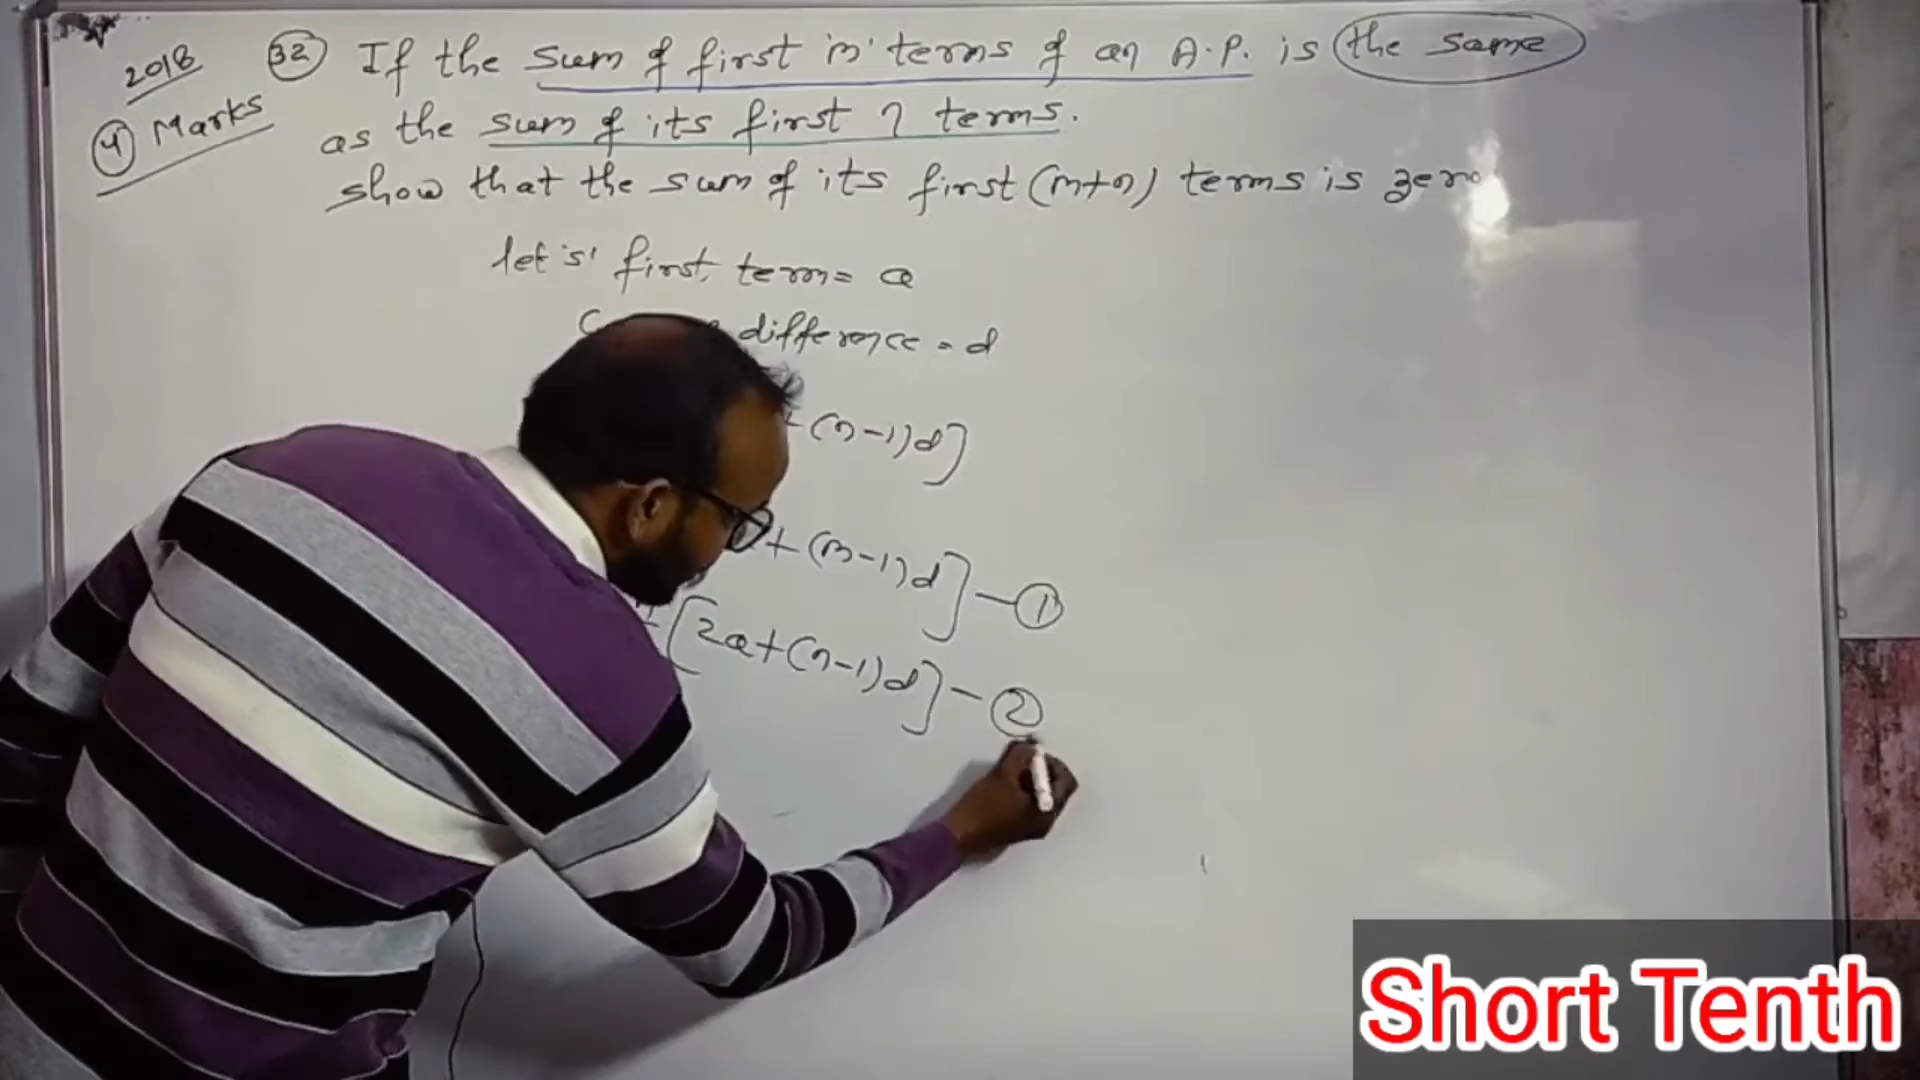 2018
4 Marks
32 If the sum of first m terms of an A.P. is the same
as the sum of its first n terms.
show that the sum of its first (m+n) terms is zero
let's' first term = a
difference = d
(n-1)d]
+ (m-1)d] - 1
[2a+(n-1)d] - 2
Short Tenth